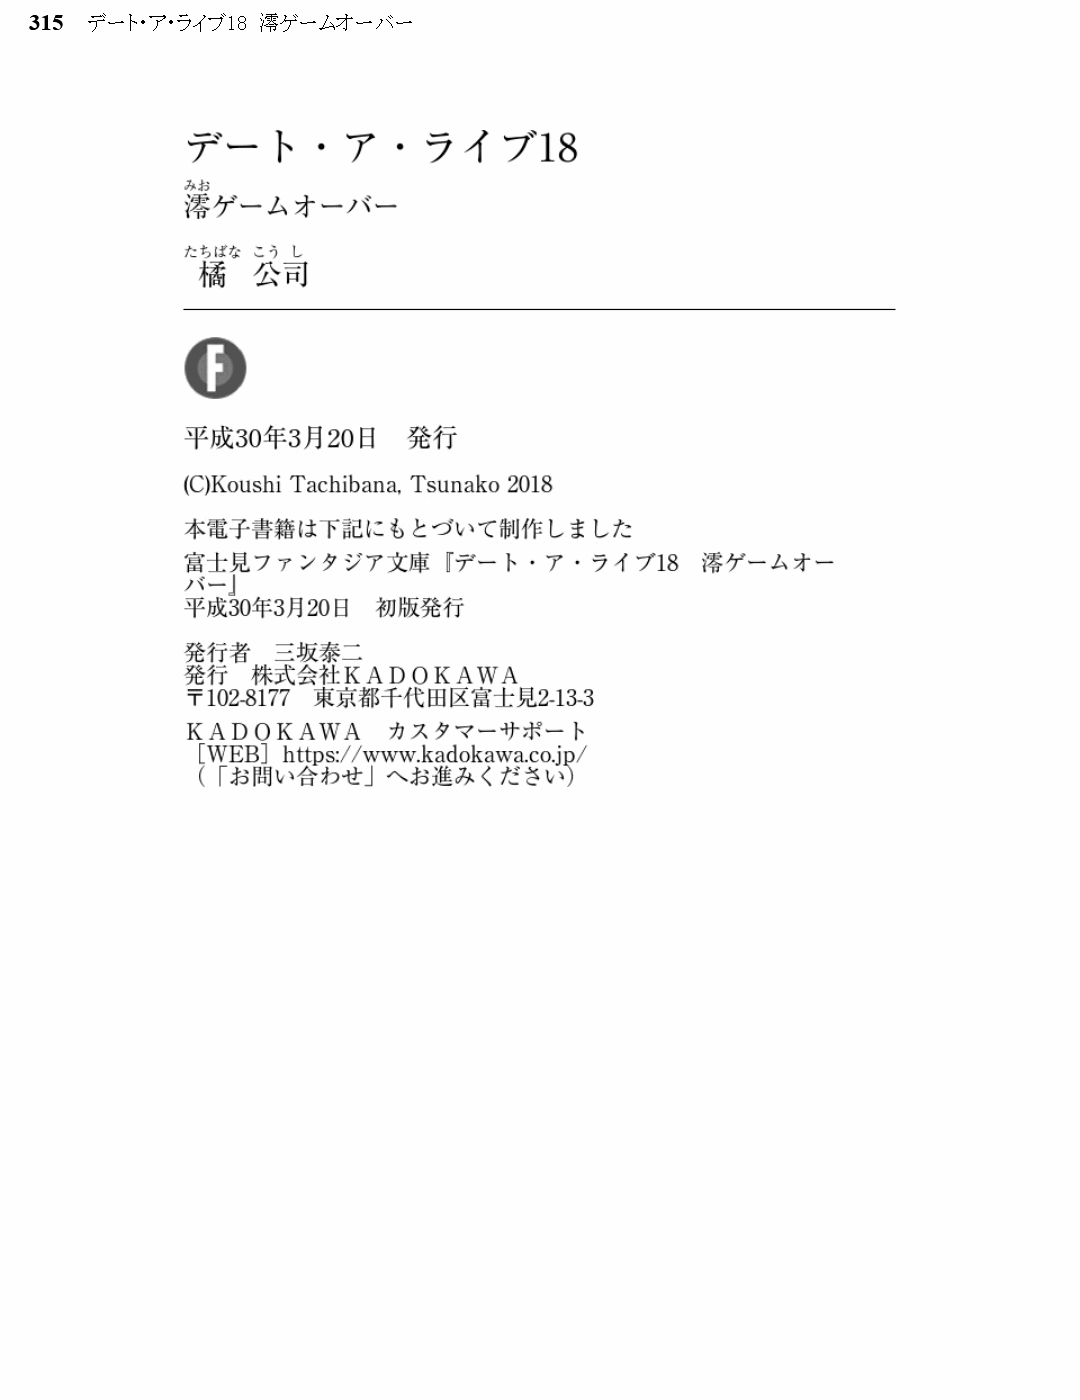 315 デート・ア・ライブ18 澪ゲームオーバー
デート・ア・ライブ18
みお
澪ゲームオーバー
たちばな こう し
橘 公司
F
平成30年3月20日　発行
(C)Koushi Tachibana, Tsunako 2018
本電子書籍は下記にもとづいて制作しました
富士見ファンタジア文庫『デート・ア・ライブ18　澪ゲームオー
バー』
平成30年3月20日　初版発行
発行者　三坂泰二
発行　株式会社ＫＡＤＯＫＡＷＡ
〒102-8177　東京都千代田区富士見2-13-3
ＫＡＤＯＫＡＷＡ　カスタマーサポート
［WEB］https://www.kadokawa.co.jp/
（「お問い合わせ」へお進みください）